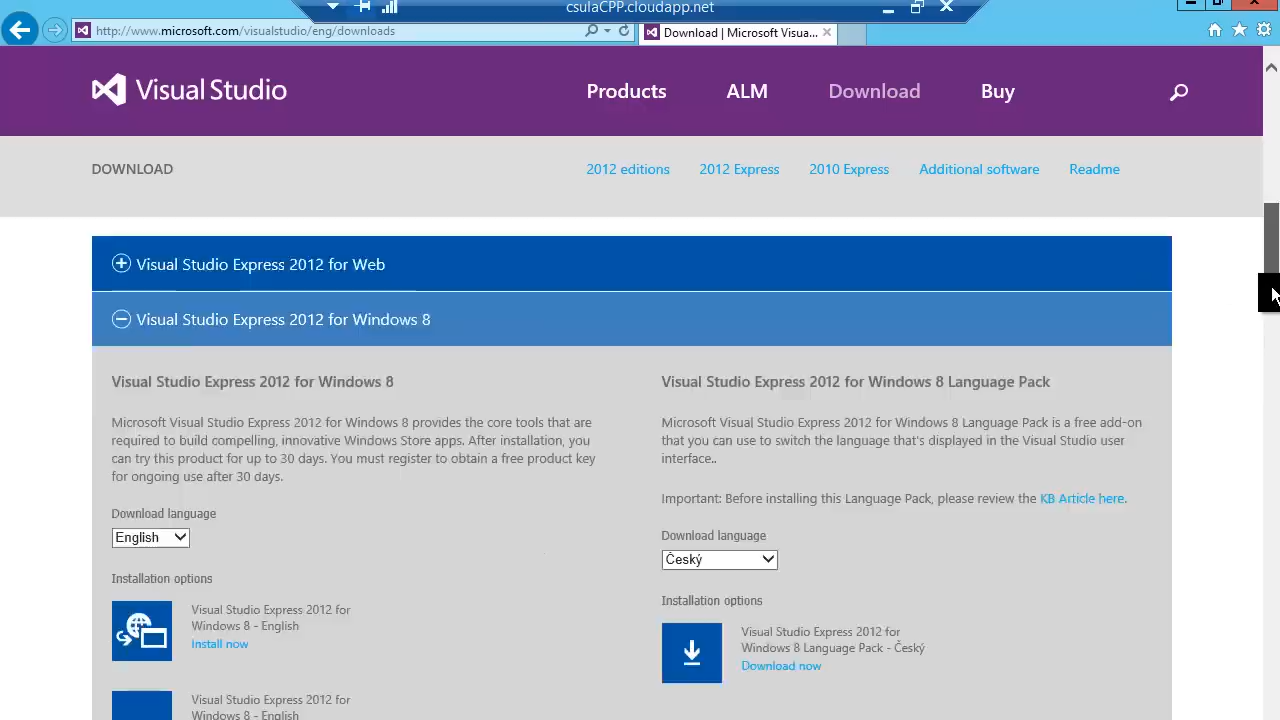 csulaCPP.cloudapp.net
http://www.microsoft.com/visualstudio/eng/downloads
Download | Microsoft Visua...
Visual Studio
Products
ALM
Download
Buy
DOWNLOAD
2012 editions
2012 Express
2010 Express
Additional software
Readme
Visual Studio Express 2012 for Web
Visual Studio Express 2012 for Windows 8
Visual Studio Express 2012 for Windows 8
Microsoft Visual Studio Express 2012 for Windows 8 provides the core tools that are
required to build compelling, innovative Windows Store apps. After installation, you
can try this product for up to 30 days. You must register to obtain a free product key
for ongoing use after 30 days.
Download language
English
Installation options
Visual Studio Express 2012 for
Windows 8 - English
Install now
Visual Studio Express 2012 for
Windows 8 - English
Visual Studio Express 2012 for Windows 8 Language Pack
Microsoft Visual Studio Express 2012 for Windows 8 Language Pack is a free add-on
that you can use to switch the language that's displayed in the Visual Studio user
interface..
Important: Before installing this Language Pack, please review the KB Article here.
Download language
Český
Installation options
Visual Studio Express 2012 for
Windows 8 Language Pack - Český
Download now